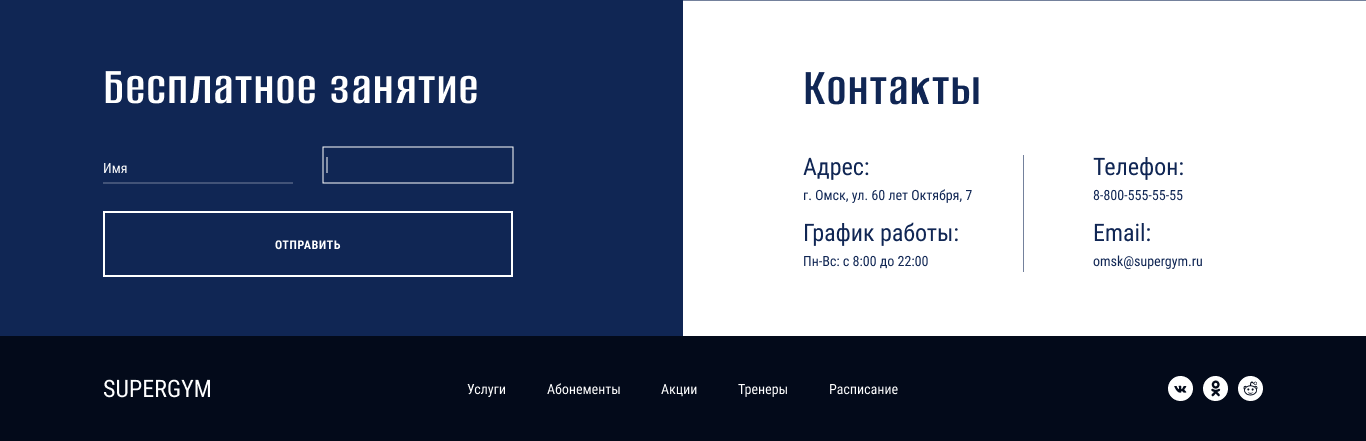 Бесплатное занятие
Имя
ОТПРАВИТЬ
Контакты
Адрес:
г. Омск, ул. 60 лет Октября, 7
График работы:
Пн-Вс: с 8:00 до 22:00
Телефон:
8-800-555-55-55
Email:
omsk@supergym.ru
SUPERGYM
Услуги Абонементы Акции Тренеры Расписание